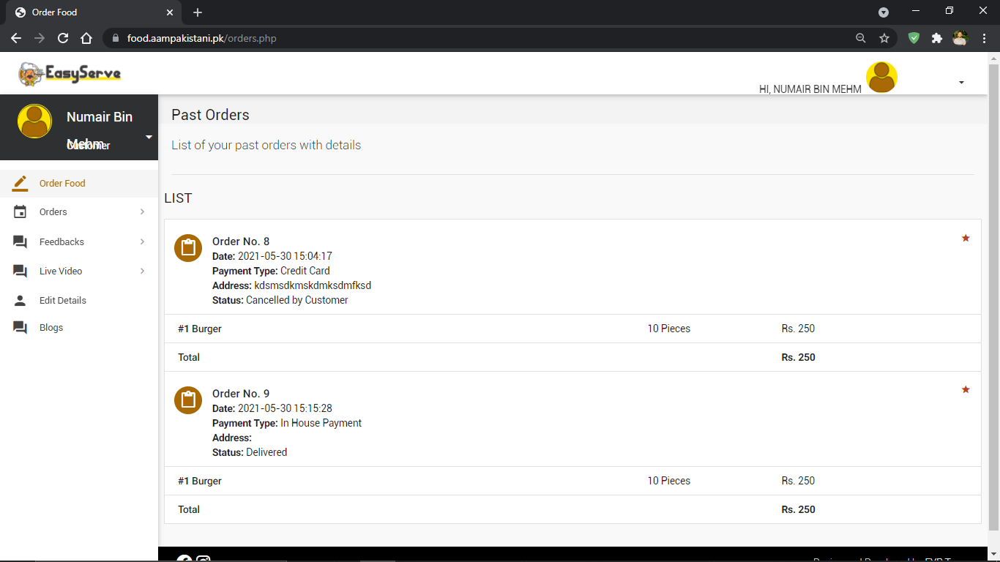 Order Food
food.aampakistani.pk/orders.php
EasyServe
HI, NUMAIR BIN MEHM
Numair Bin
Mehm
Customer
Order Food
Orders
Feedbacks
Live Video
Edit Details
Blogs
Past Orders
List of your past orders with details
LIST
Order No. 8
Date: 2021-05-30 15:04:17
Payment Type: Credit Card
Address: kdsmsdkmskdmksdmfksd
Status: Cancelled by Customer
#1 Burger 10 Pieces Rs. 250
Total Rs. 250
Order No. 9
Date: 2021-05-30 15:15:28
Payment Type: In House Payment
Address:
Status: Delivered
#1 Burger 10 Pieces Rs. 250
Total Rs. 250